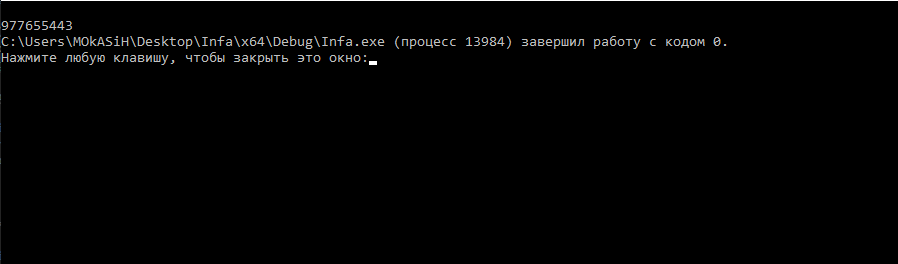 977655443
C:\Users\MOkASiH\Desktop\Infa\x64\Debug\Infa.exe (процесс 13984) завершил работу с кодом 0.
Нажмите любую клавишу, чтобы закрыть это окно: